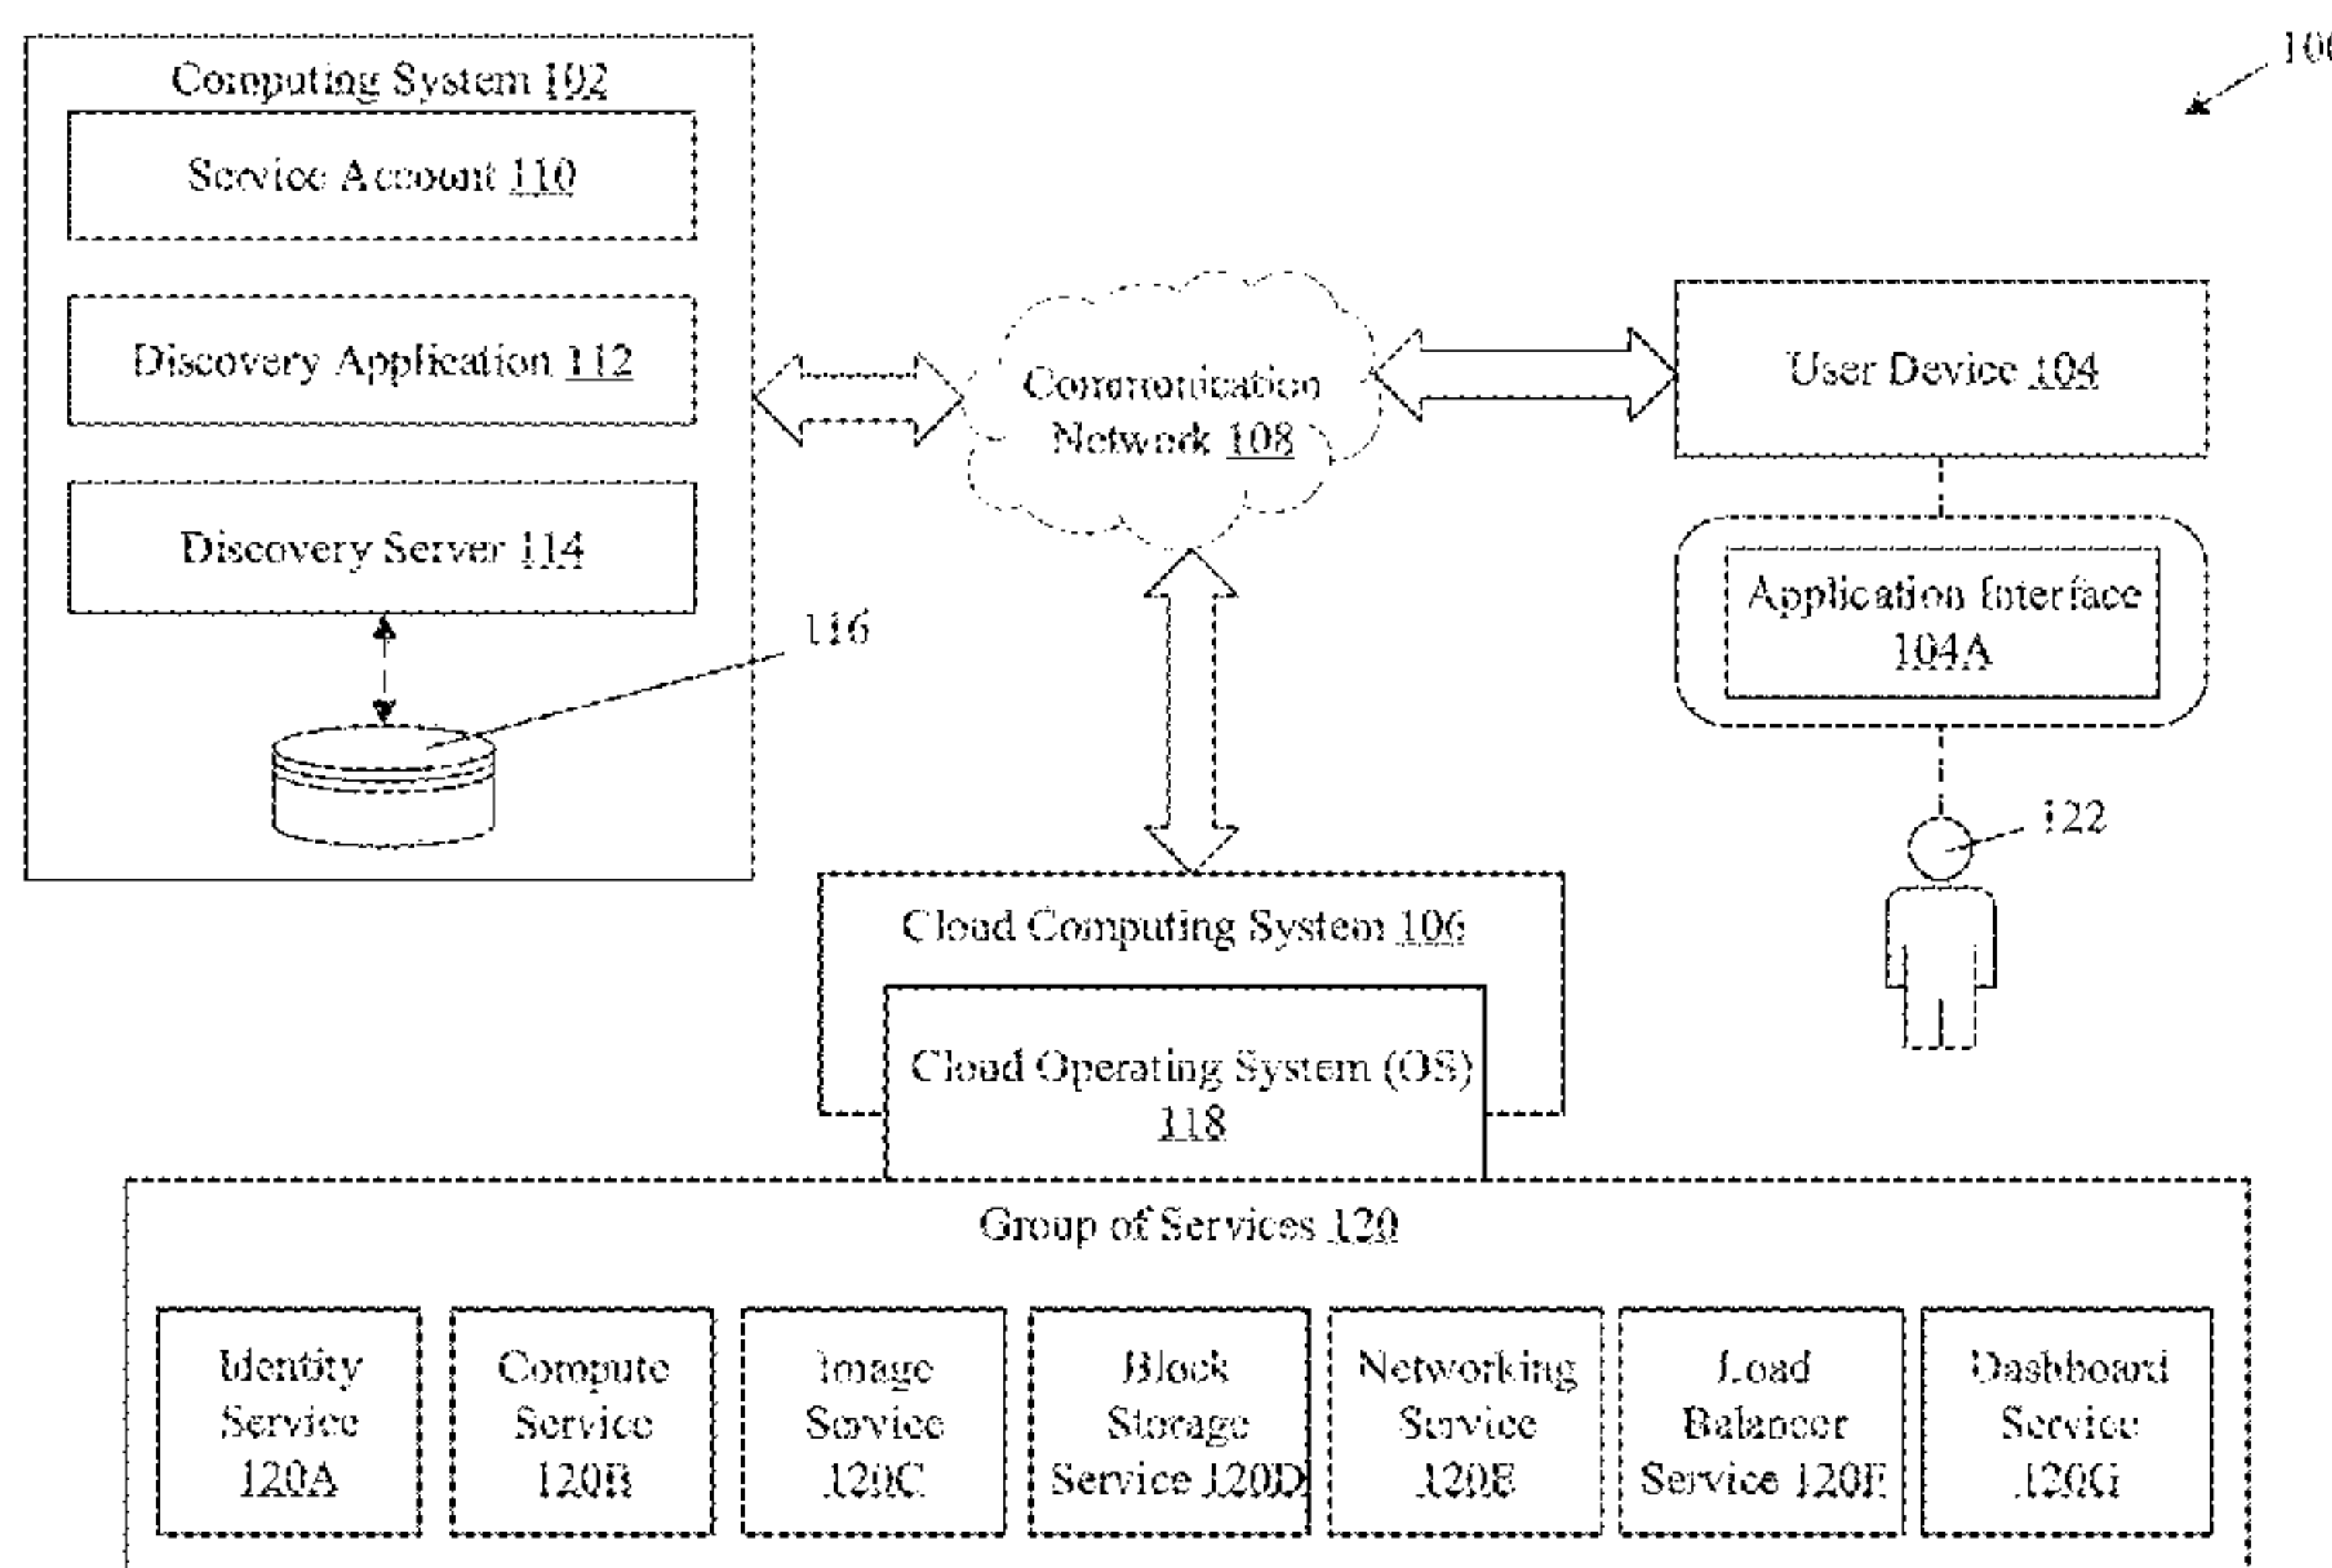 100
Computing System 102
Service Account 110
Discovery Application 112
Discovery Server 114
116
Communication
Network 108
User Device 104
Application Interface
104A
122
Cloud Computing System 106
Cloud Operating System (OS)
118
Group of Services 120
Identity
Service
120A
Compute
Service
120B
Image
Service
120C
Block
Storage
Service 120D
Networking
Service
120E
Load
Balancer
Service 120F
Dashboard
Service
120G